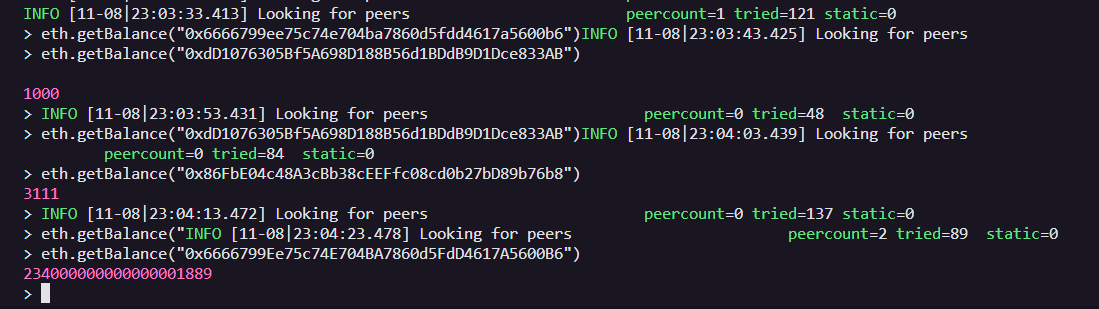 INFO [11-08|23:03:33.413] Looking for peers peercount=1 tried=121 static=0
> eth.getBalance("0x6666799ee75c74e704ba7860d5fdd4617a5600b6")INFO [11-08|23:03:43.425] Looking for peers
> eth.getBalance("0xdD1076305Bf5A698D188B56d1BDdB9D1Dce833AB")
1000
> INFO [11-08|23:03:53.431] Looking for peers peercount=0 tried=48 static=0
> eth.getBalance("0xdD1076305Bf5A698D188B56d1BDdB9D1Dce833AB")INFO [11-08|23:04:03.439] Looking for peers
peercount=0 tried=84 static=0
> eth.getBalance("0x86FbE04c48A3cBb38cEEFfc08cd0b27bD89b76b8")
3111
> INFO [11-08|23:04:13.472] Looking for peers peercount=0 tried=137 static=0
> eth.getBalance("INFO [11-08|23:04:23.478] Looking for peers peercount=2 tried=89 static=0
> eth.getBalance("0x6666799Ee75c74E704BA7860d5FdD4617A5600B6")
234000000000000001889
>